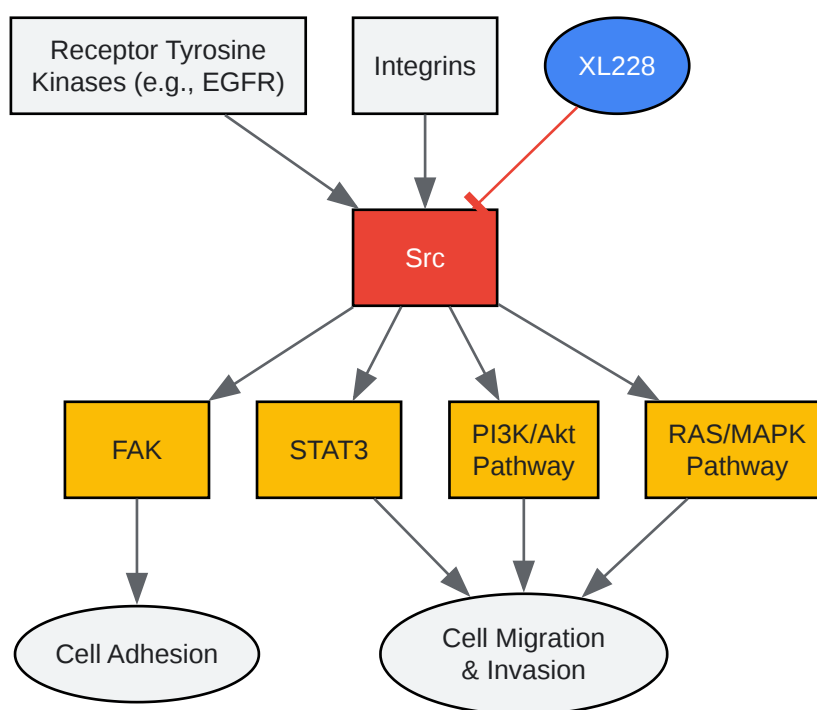 Receptor Tyrosine
Kinases (e.g., EGFR)
Integrins
XL228
Src
FAK
STAT3
PI3K/Akt
Pathway
RAS/MAPK
Pathway
Cell Adhesion
Cell Migration
& Invasion